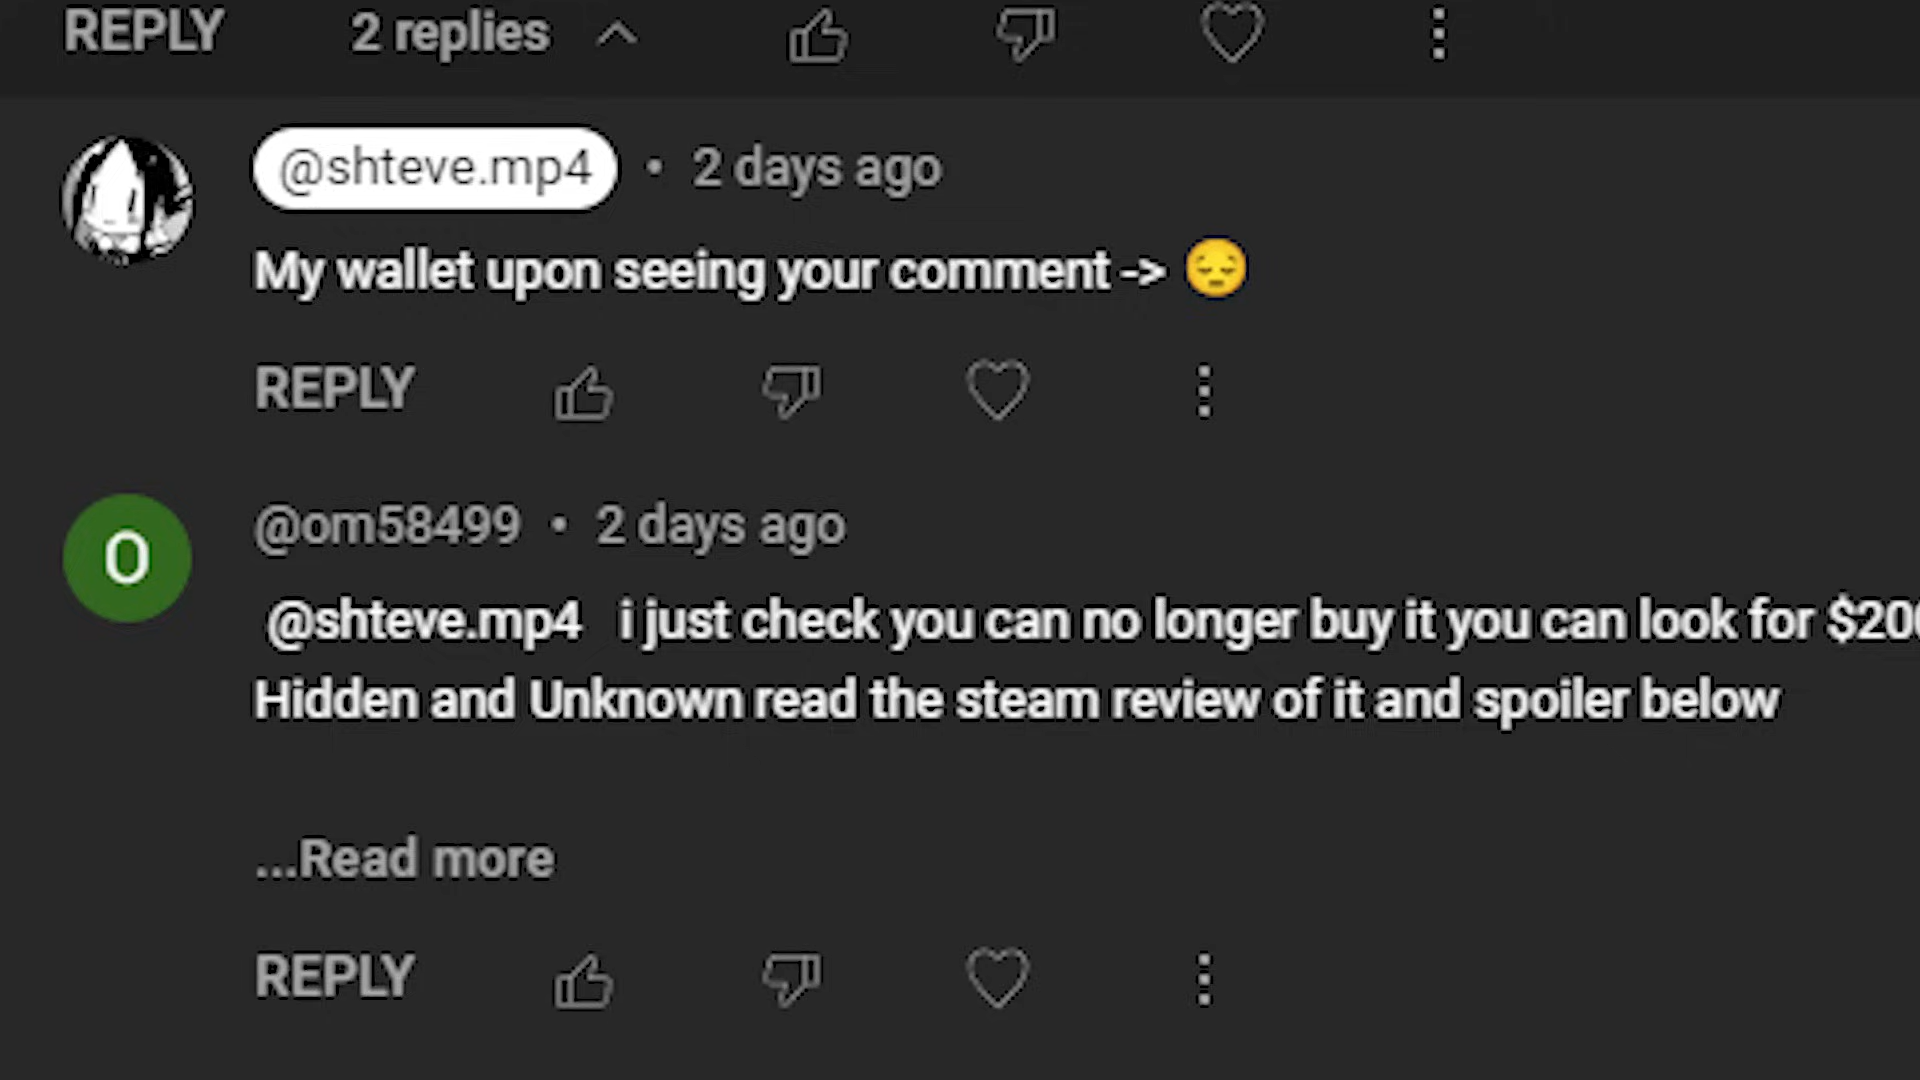 REPLY 2 replies
@shteve.mp4 • 2 days ago
My wallet upon seeing your comment -> 😔
REPLY
O
@om58499 • 2 days ago
@shteve.mp4 i just check you can no longer buy it you can look for
Hidden and Unknown read the steam review of it and spoiler below
...Read more
REPLY